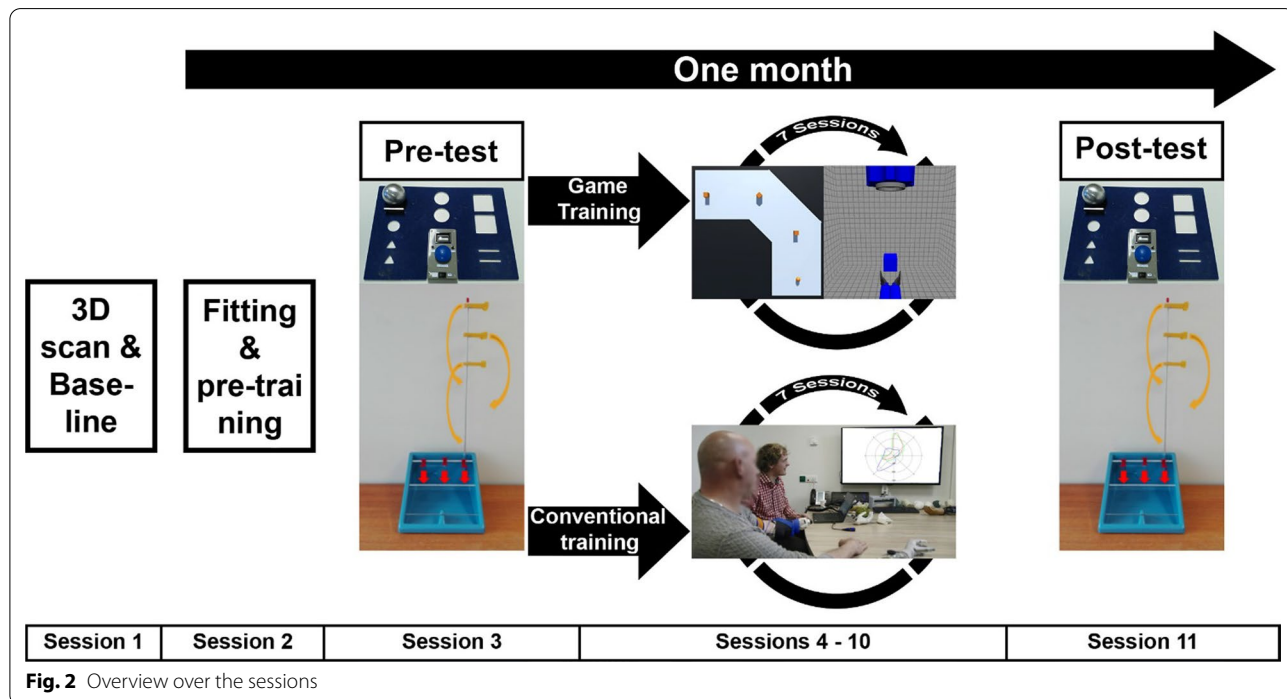 One month
Pre-test
Game
Training
7 Sessions
Post-test
3D
scan &
Base-
line
Fitting
&
pre-trai
ning
Conventional
training
7 Sessions
Session 1
Session 2
Session 3
Sessions 4 - 10
Session 11
Fig. 2 Overview over the sessions